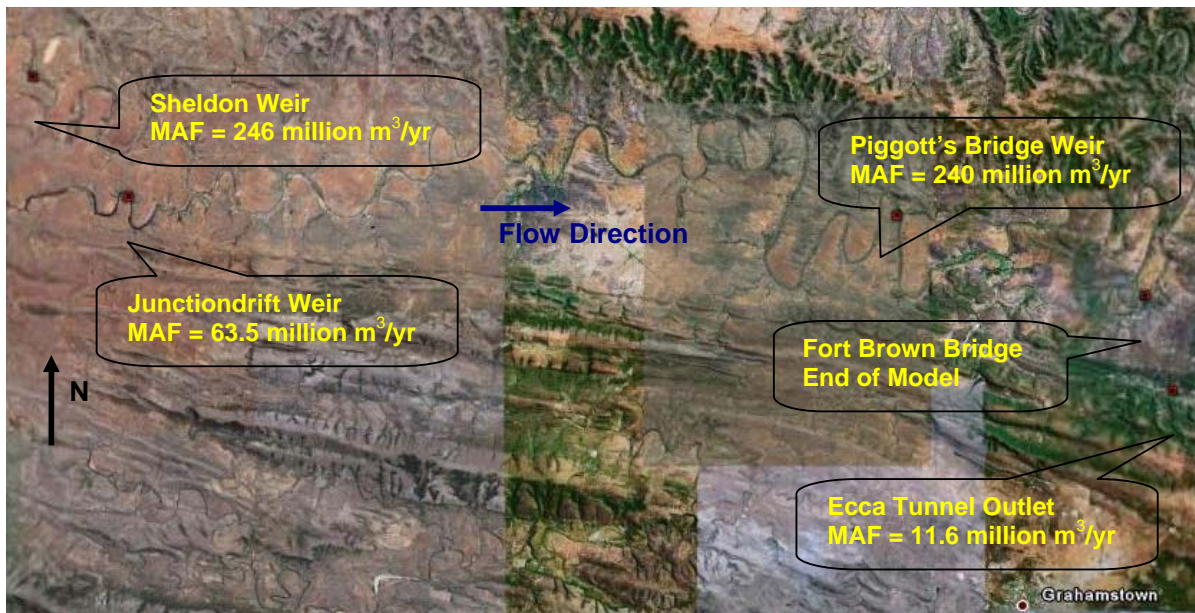 Sheldon Weir
MAF = 246 million m³/yr
Piggott's Bridge Weir
MAF = 240 million m³/yr
Flow Direction
Junctiondrift Weir
MAF = 63.5 million m³/yr
N
Fort Brown Bridge
End of Model
Ecca Tunnel Outlet
MAF = 11.6 million m³/yr
Grahamstown